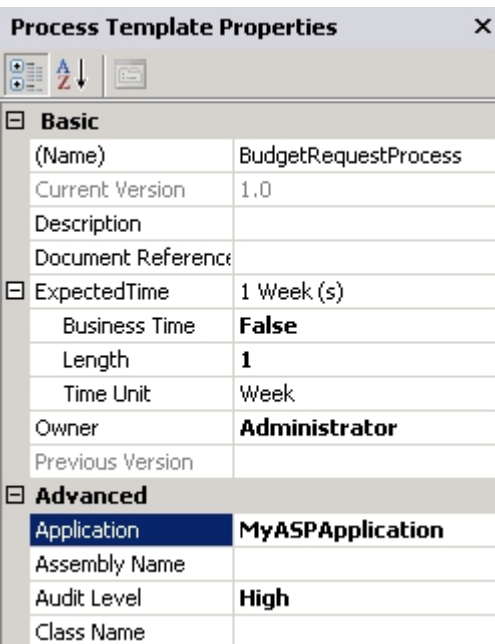 Process Template Properties
Basic
(Name) BudgetRequestProcess
Current Version 1.0
Description
Document Reference
ExpectedTime 1 Week (s)
Business Time False
Length 1
Time Unit Week
Owner Administrator
Previous Version
Advanced
Application MyASPApplication
Assembly Name
Audit Level High
Class Name